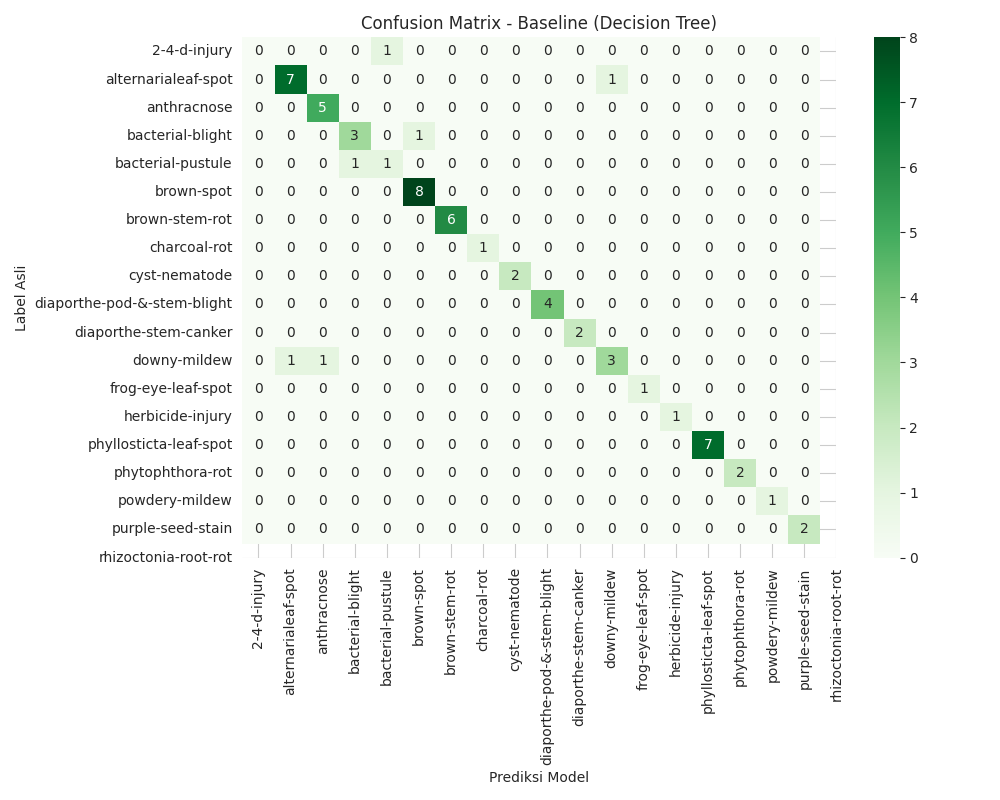 Confusion Matrix - Baseline (Decision Tree)
Label Asli
2-4-d-injury 0 0 0 0 1 0 0 0 0 0 0 0 0 0 0 0 0 0
alternarialeaf-spot 0 7 0 0 0 0 0 0 0 0 0 1 0 0 0 0 0 0
anthracnose 0 0 5 0 0 0 0 0 0 0 0 0 0 0 0 0 0 0
bacterial-blight 0 0 0 3 0 1 0 0 0 0 0 0 0 0 0 0 0 0
bacterial-pustule 0 0 0 1 1 0 0 0 0 0 0 0 0 0 0 0 0 0
brown-spot 0 0 0 0 0 8 0 0 0 0 0 0 0 0 0 0 0 0
brown-stem-rot 0 0 0 0 0 0 6 0 0 0 0 0 0 0 0 0 0 0
charcoal-rot 0 0 0 0 0 0 0 1 0 0 0 0 0 0 0 0 0 0
cyst-nematode 0 0 0 0 0 0 0 0 2 0 0 0 0 0 0 0 0 0
diaporthe-pod-&-stem-blight 0 0 0 0 0 0 0 0 0 4 0 0 0 0 0 0 0 0
diaporthe-stem-canker 0 0 0 0 0 0 0 0 0 0 2 0 0 0 0 0 0 0
downy-mildew 0 1 1 0 0 0 0 0 0 0 0 3 0 0 0 0 0 0
frog-eye-leaf-spot 0 0 0 0 0 0 0 0 0 0 0 0 1 0 0 0 0 0
herbicide-injury 0 0 0 0 0 0 0 0 0 0 0 0 0 1 0 0 0 0
phyllosticta-leaf-spot 0 0 0 0 0 0 0 0 0 0 0 0 0 0 7 0 0 0
phytophthora-rot 0 0 0 0 0 0 0 0 0 0 0 0 0 0 0 2 0 0
powdery-mildew 0 0 0 0 0 0 0 0 0 0 0 0 0 0 0 0 1 0
purple-seed-stain 0 0 0 0 0 0 0 0 0 0 0 0 0 0 0 0 0 2
rhizoctonia-root-rot
2-4-d-injury
alternarialeaf-spot
anthracnose
bacterial-blight
bacterial-pustule
brown-spot
brown-stem-rot
charcoal-rot
cyst-nematode
diaporthe-pod-&-stem-blight
diaporthe-stem-canker
downy-mildew
frog-eye-leaf-spot
herbicide-injury
phyllosticta-leaf-spot
phytophthora-rot
powdery-mildew
purple-seed-stain
rhizoctonia-root-rot
Prediksi Model
8
7
6
5
4
3
2
1
0